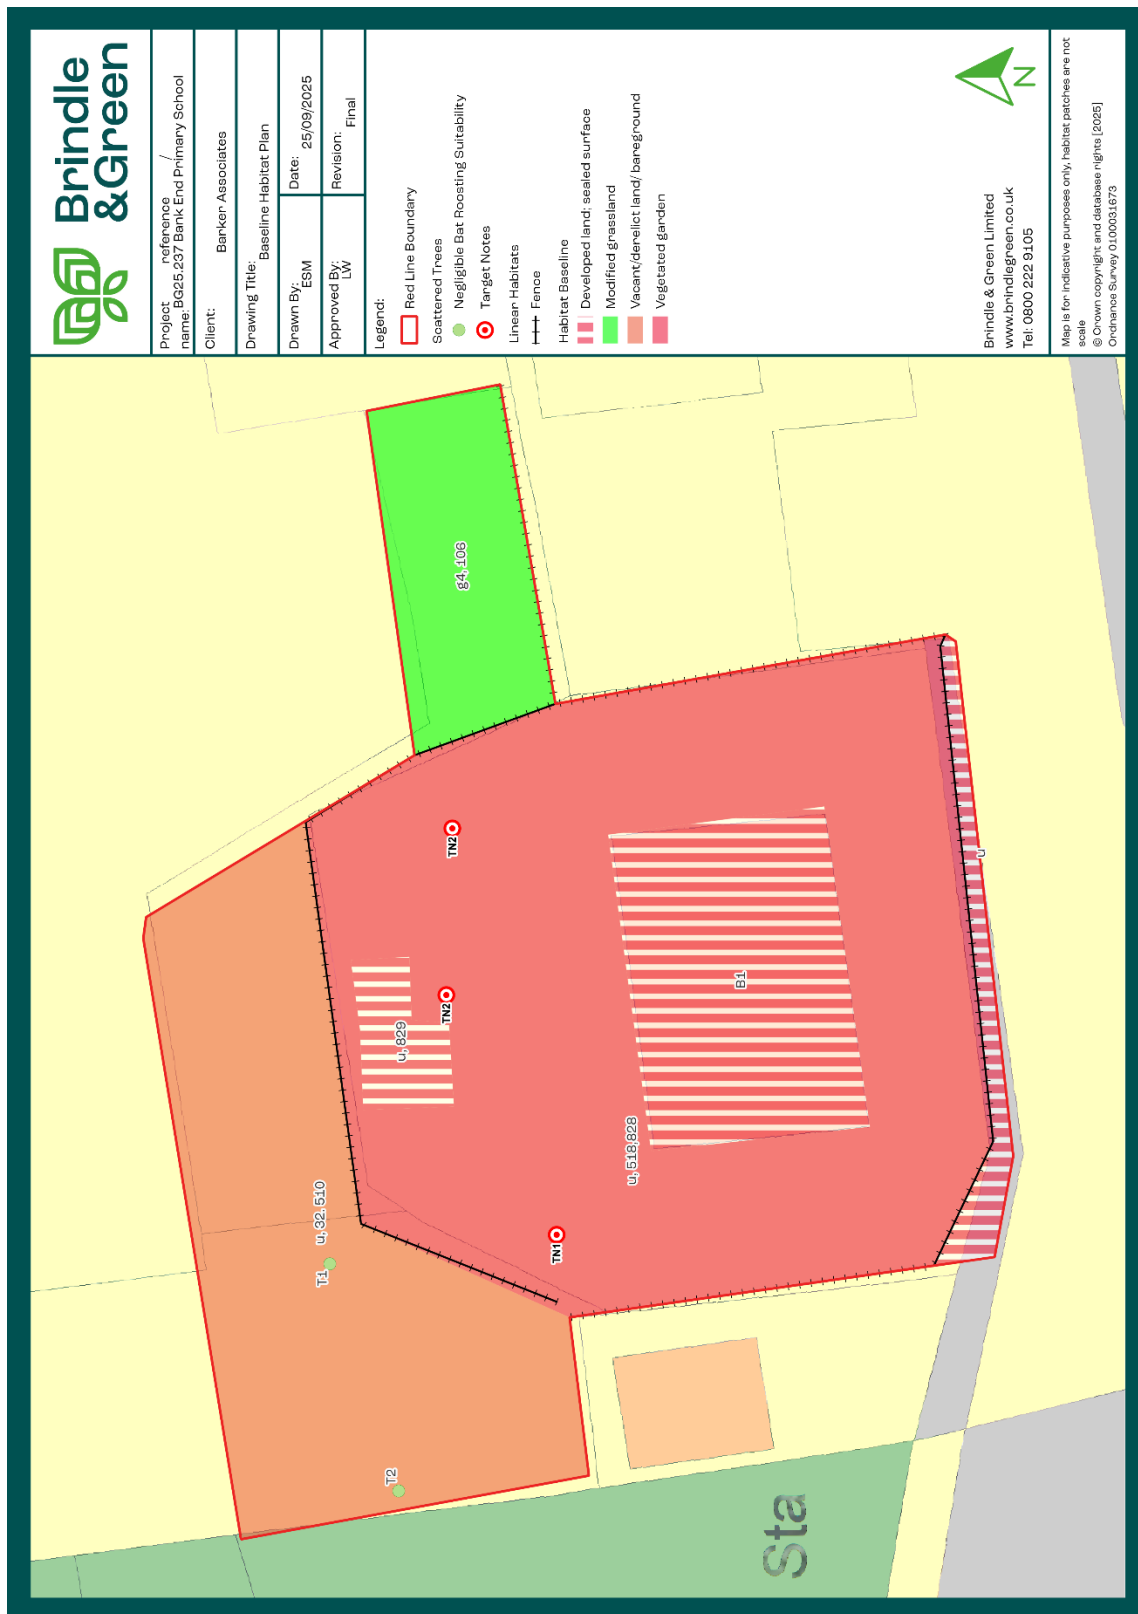 Brindle
&Green
Project reference /
name: BG25.237 Bank End Primary School
Client:
Barker Associates
Drawing Title:
Baseline Habitat Plan
Drawn By:
ESM
Date:
25/09/2025
Approved By:
LW
Revision:
Final
Legend:
Red Line Boundary
Scattered Trees
Negligible Bat Roosting Suitability
Target Notes
Linear Habitats
Fence
Habitat Baseline
Developed land; sealed surface
Modified grassland
Vacant/derelict land/ bareground
Vegetated garden
N
Brindle & Green Limited
www.brindlegreen.co.uk
Tel: 0800 222 9105
Map is for indicative purposes only, habitat patches are not
scale
© Crown copyright and database rights [2025]
Ordnance Survey 0100031673
g4, 106
TN2
TN2
u, 829
B1
u
u, 518,828
u, 32, 510
T1
TN1
T2
Sta